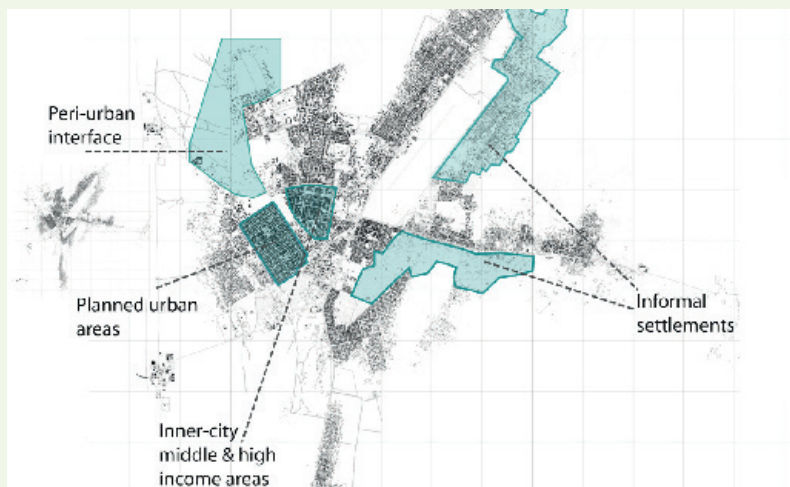 Peri-urban
interface
Planned urban
areas
Inner-city
middle & high
income areas
Informal
settlements